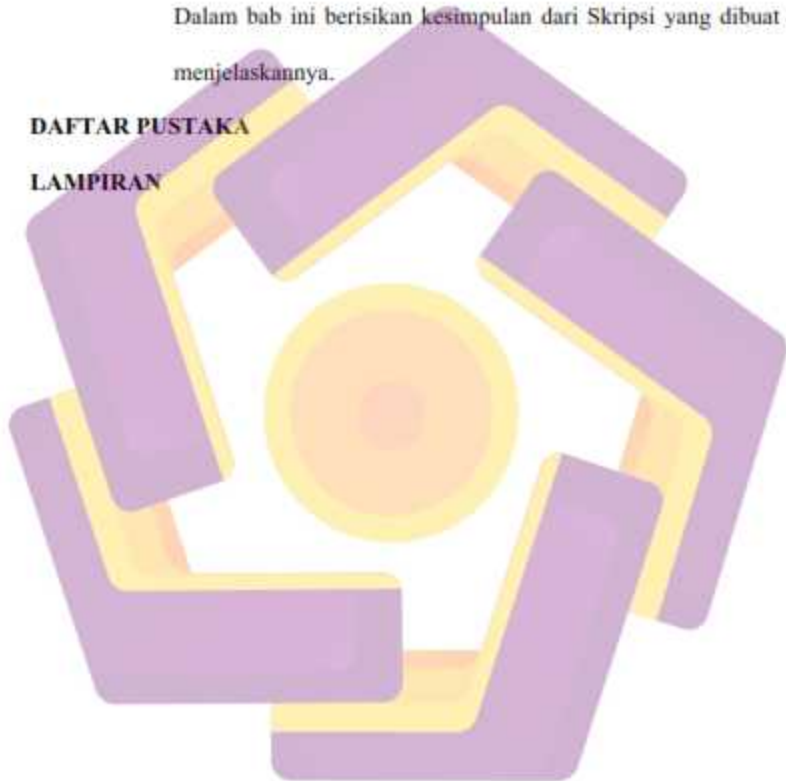 Dalam bab ini berisikan kesimpulan dari Skripsi yang dibuat
menjelaskannya.
DAFTAR PUSTAKA
LAMPIRAN